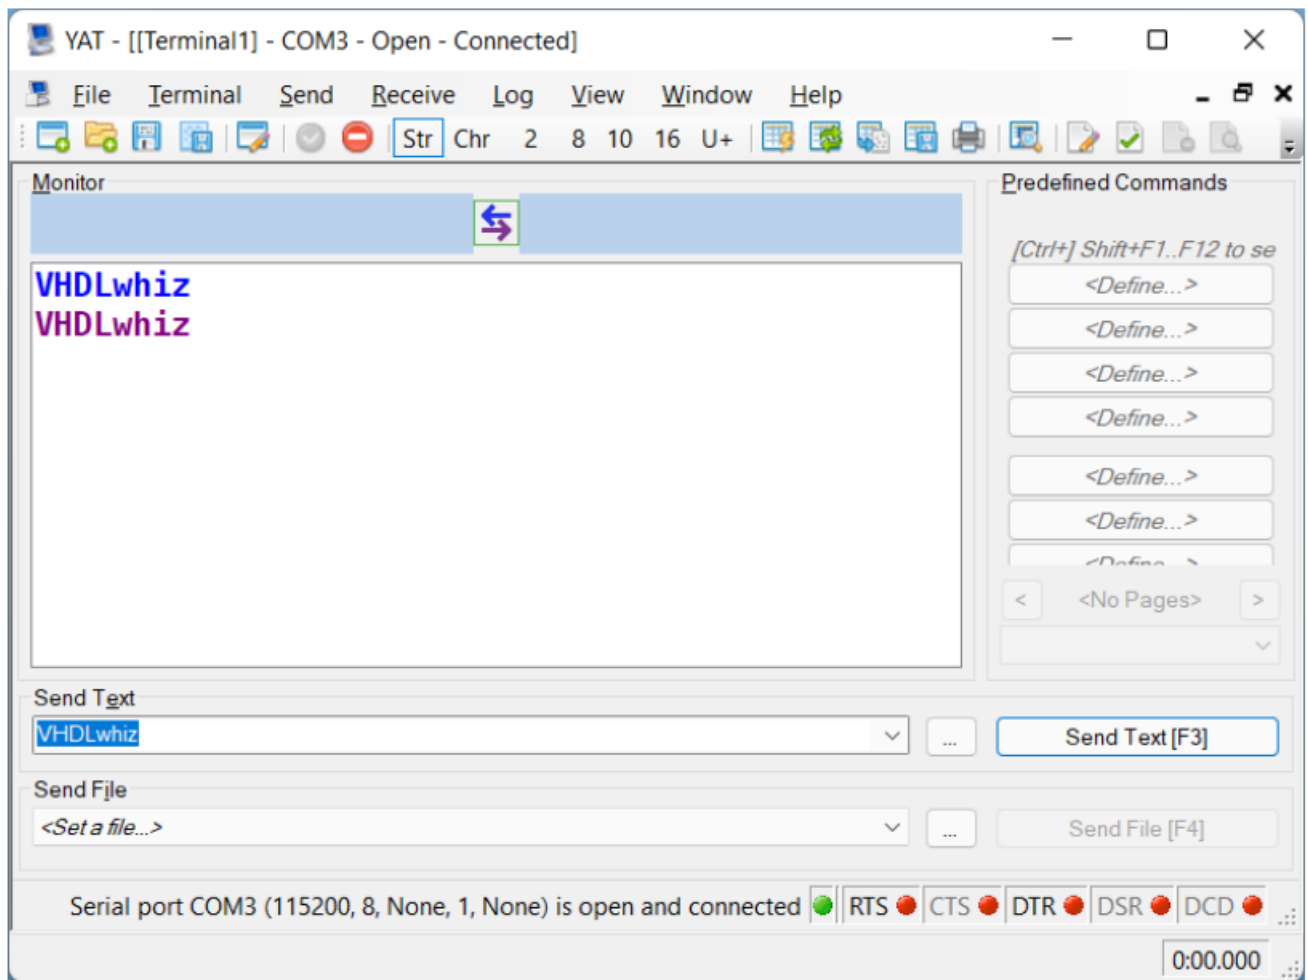 YAT - [[Terminal1] - COM3 - Open - Connected]
File Terminal Send Receive Log View Window Help
Str Chr 2 8 10 16 U+
Monitor
VHDLwhiz
VHDLwhiz
Predefined Commands
[Ctrl+] Shift+F1..F12 to se
<Define...>
<Define...>
<Define...>
<Define...>
<Define...>
<Define...>
<Define...>
< <No Pages> >
Send Text
VHDLwhiz ... Send Text [F3]
Send File
<Set a file...> ... Send File [F4]
Serial port COM3 (115200, 8, None, 1, None) is open and connected RTS CTS DTR DSR DCD
0:00.000